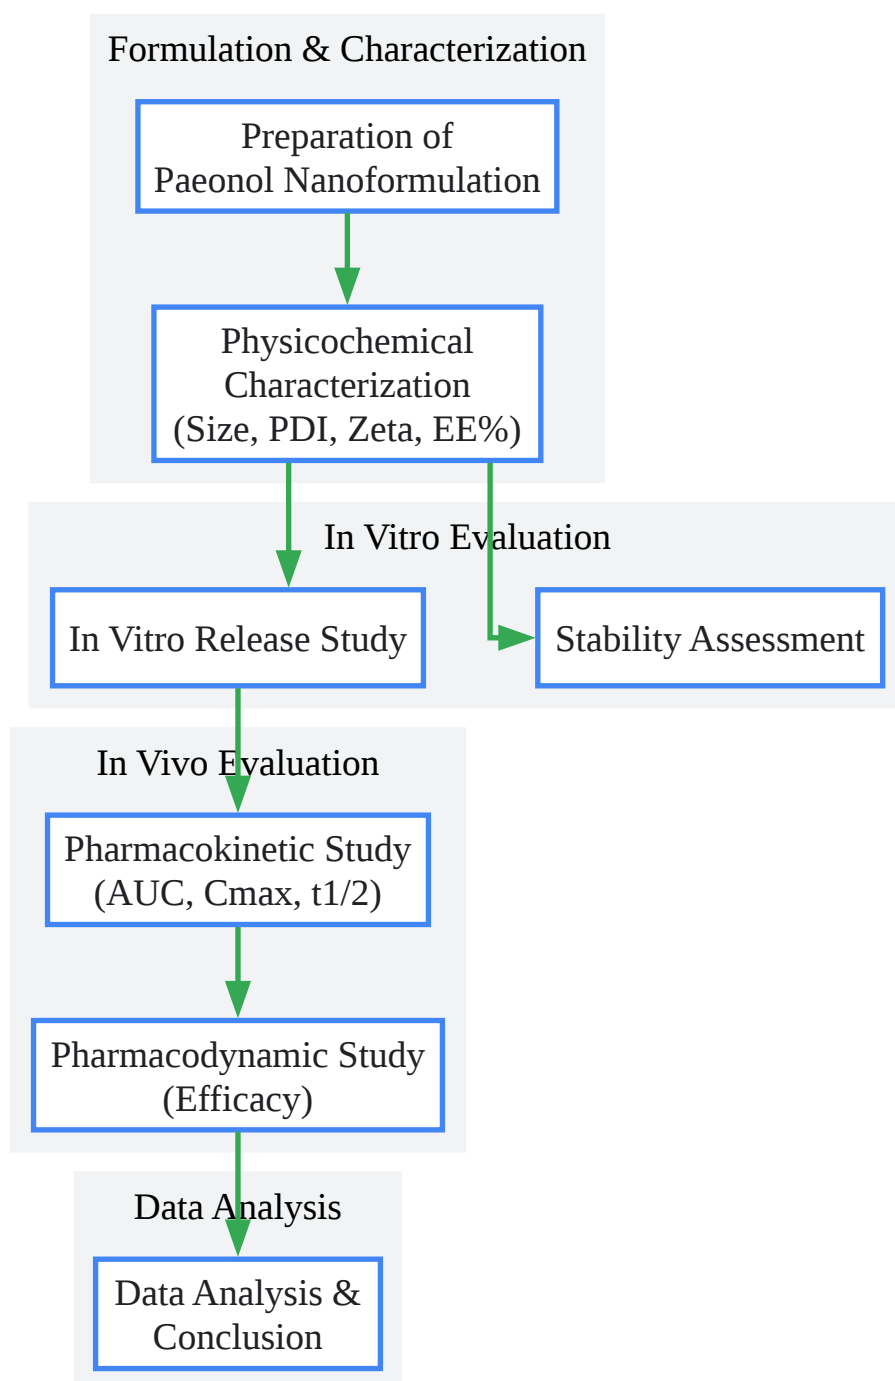 Formulation & Characterization
Preparation of
Paeonol Nanoformulation
Physicochemical
Characterization
(Size, PDI, Zeta, EE%)
In Vitro Evaluation
In Vitro Release Study
Stability Assessment
In Vivo Evaluation
Pharmacokinetic Study
(AUC, Cmax, t1/2)
Pharmacodynamic Study
(Efficacy)
Data Analysis
Data Analysis &
Conclusion